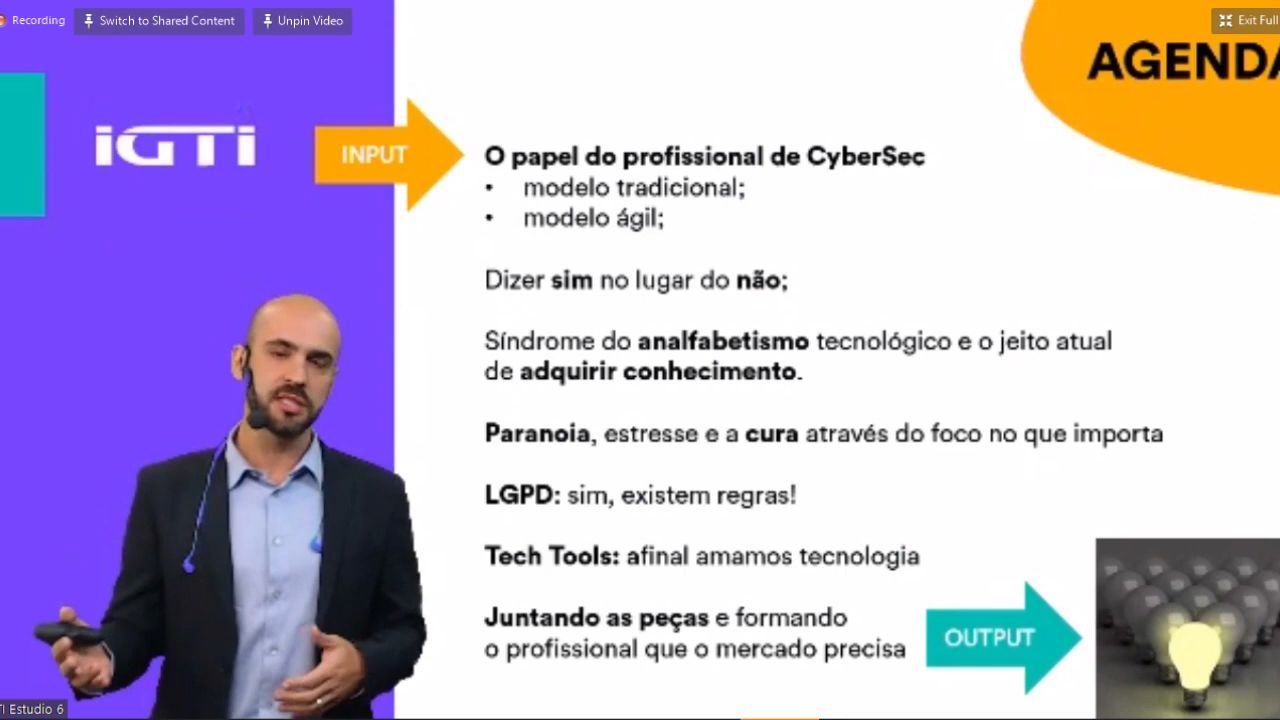 Recording
Switch to Shared Content
Unpin Video
Exit Full
AGENDA
iGTi
INPUT
O papel do profissional de CyberSec
• modelo tradicional;
• modelo ágil;
Dizer sim no lugar do não;
Síndrome do analfabetismo tecnológico e o jeito atual
de adquirir conhecimento.
Paranoia, estresse e a cura através do foco no que importa
LGPD: sim, existem regras!
Tech Tools: afinal amamos tecnologia
Juntando as peças e formando
o profissional que o mercado precisa
OUTPUT
TI Estudio 6